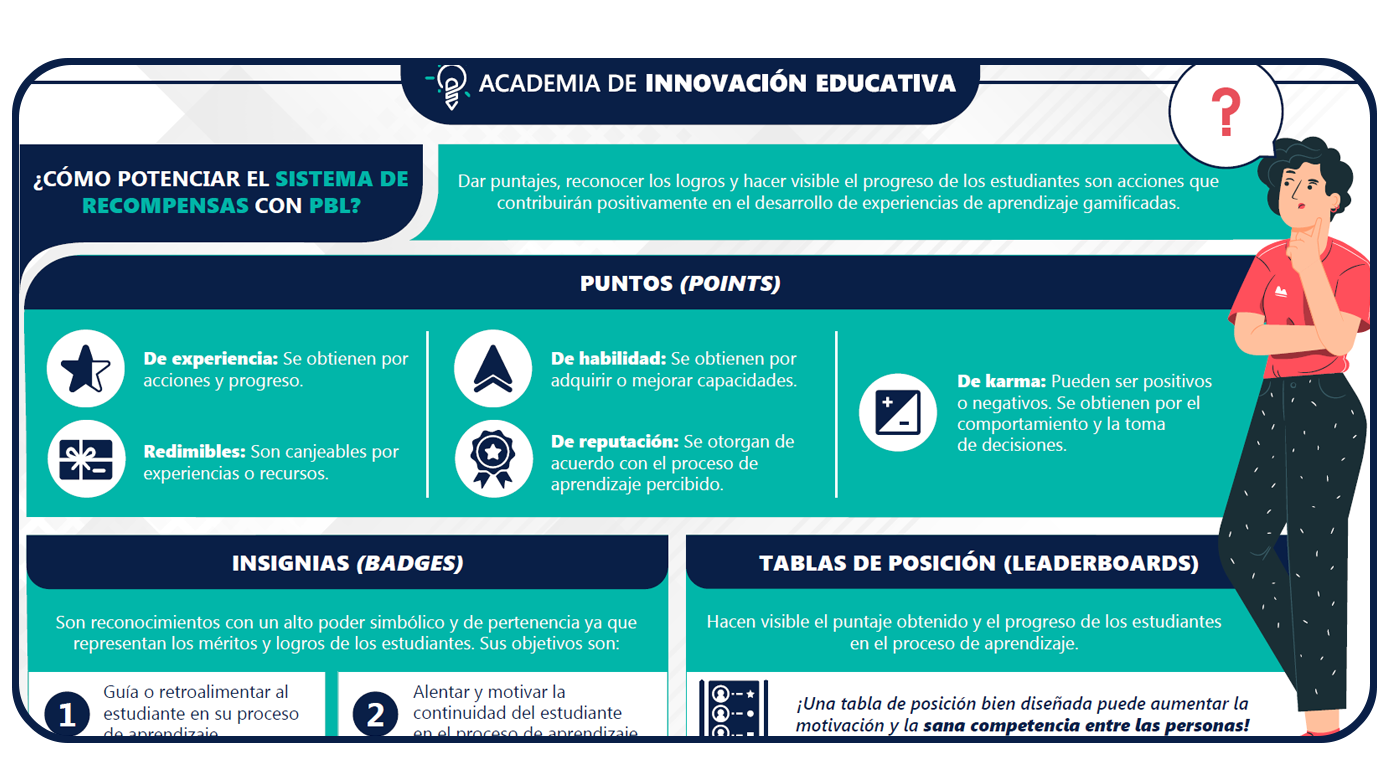 ACADEMIA DE INNOVACIÓN EDUCATIVA
?
¿CÓMO POTENCIAR EL SISTEMA DE
RECOMPENSAS CON PBL?
Dar puntajes, reconocer los logros y hacer visible el progreso de los estudiantes son acciones que
contribuirán positivamente en el desarrollo de experiencias de aprendizaje gamificadas.
PUNTOS (POINTS)
De experiencia: Se obtienen por
acciones y progreso.
Redimibles: Son canjeables por
experiencias o recursos.
De habilidad: Se obtienen por
adquirir o mejorar capacidades.
De reputación: Se otorgan de
acuerdo con el proceso de
aprendizaje percibido.
De karma: Pueden ser positivos
o negativos. Se obtienen por el
comportamiento y la toma
de decisiones.
INSIGNIAS (BADGES)
Son reconocimientos con un alto poder simbólico y de pertenencia ya que
representan los méritos y logros de los estudiantes. Sus objetivos son:
1
Guía o retroalimentar al
estudiante en su proceso
de aprendizaje
2
Alentar y motivar la
continuidad del estudiante
en el proceso de aprendizaje
TABLAS DE POSICIÓN (LEADERBOARDS)
Hacen visible el puntaje obtenido y el progreso de los estudiantes
en el proceso de aprendizaje.
¡Una tabla de posición bien diseñada puede aumentar la
motivación y la sana competencia entre las personas!